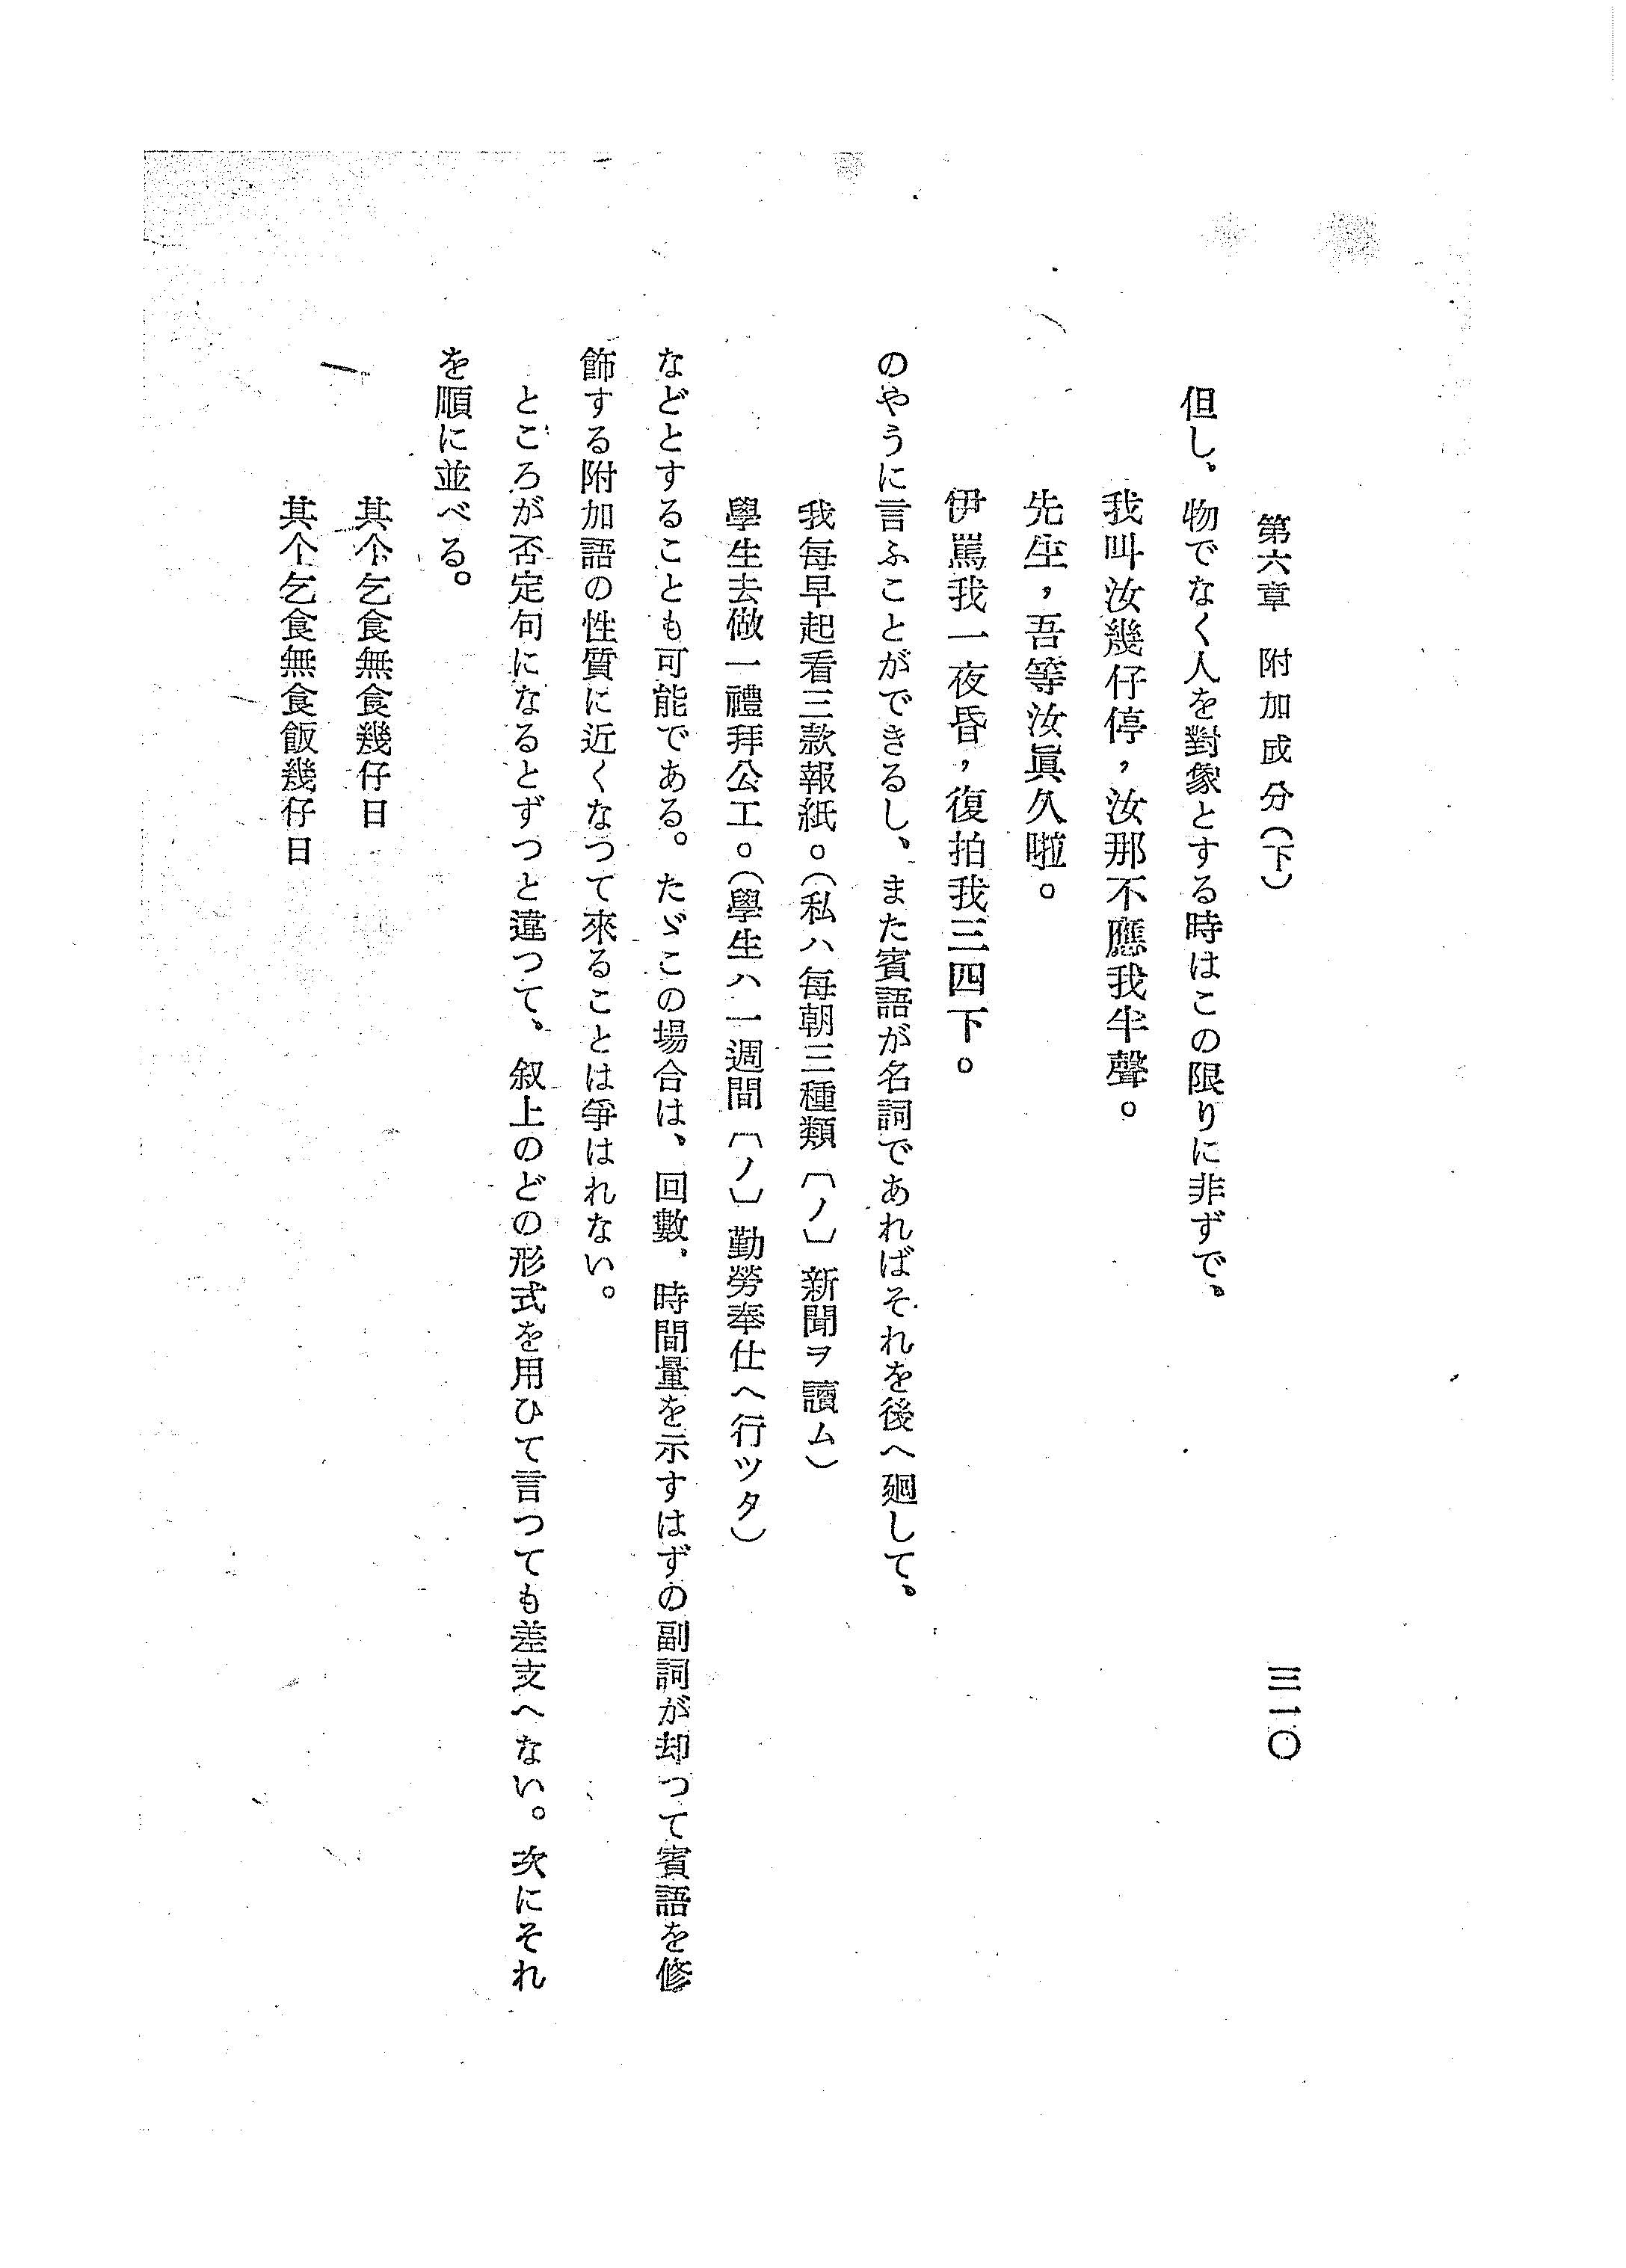 第六章　附加成分（下）
三一〇
但し、物でなく人を對象とする時はこの限りに非ずで、
我叫汝幾仔停，汝那不應我半聲。
先生，吾等汝眞久啦。
伊罵我一夜昏，復拍我三四下。
のやうに言ふことができるし、また賓語が名詞であればそれを後へ廻して、
我每早起看三款報紙。（私ハ每朝三種類〔ノ〕新聞ヲ讀ム）
學生去做一禮拜公工。（學生ハ一週間〔ノ〕勤勞奉仕へ行ツタ）
などとすることも可能である。たゞこの場合は、回數、時間量を示すはずの副詞が却つて賓語を修
飾する附加語の性質に近くなつて來ることは爭はれない。
ところが否定句になるとずつと違つて、叙上のどの形式を用ひて言つても差支へない。次にそれ
を順に並べる。
其个乞食無食幾仔日
其个乞食無食飯幾仔日